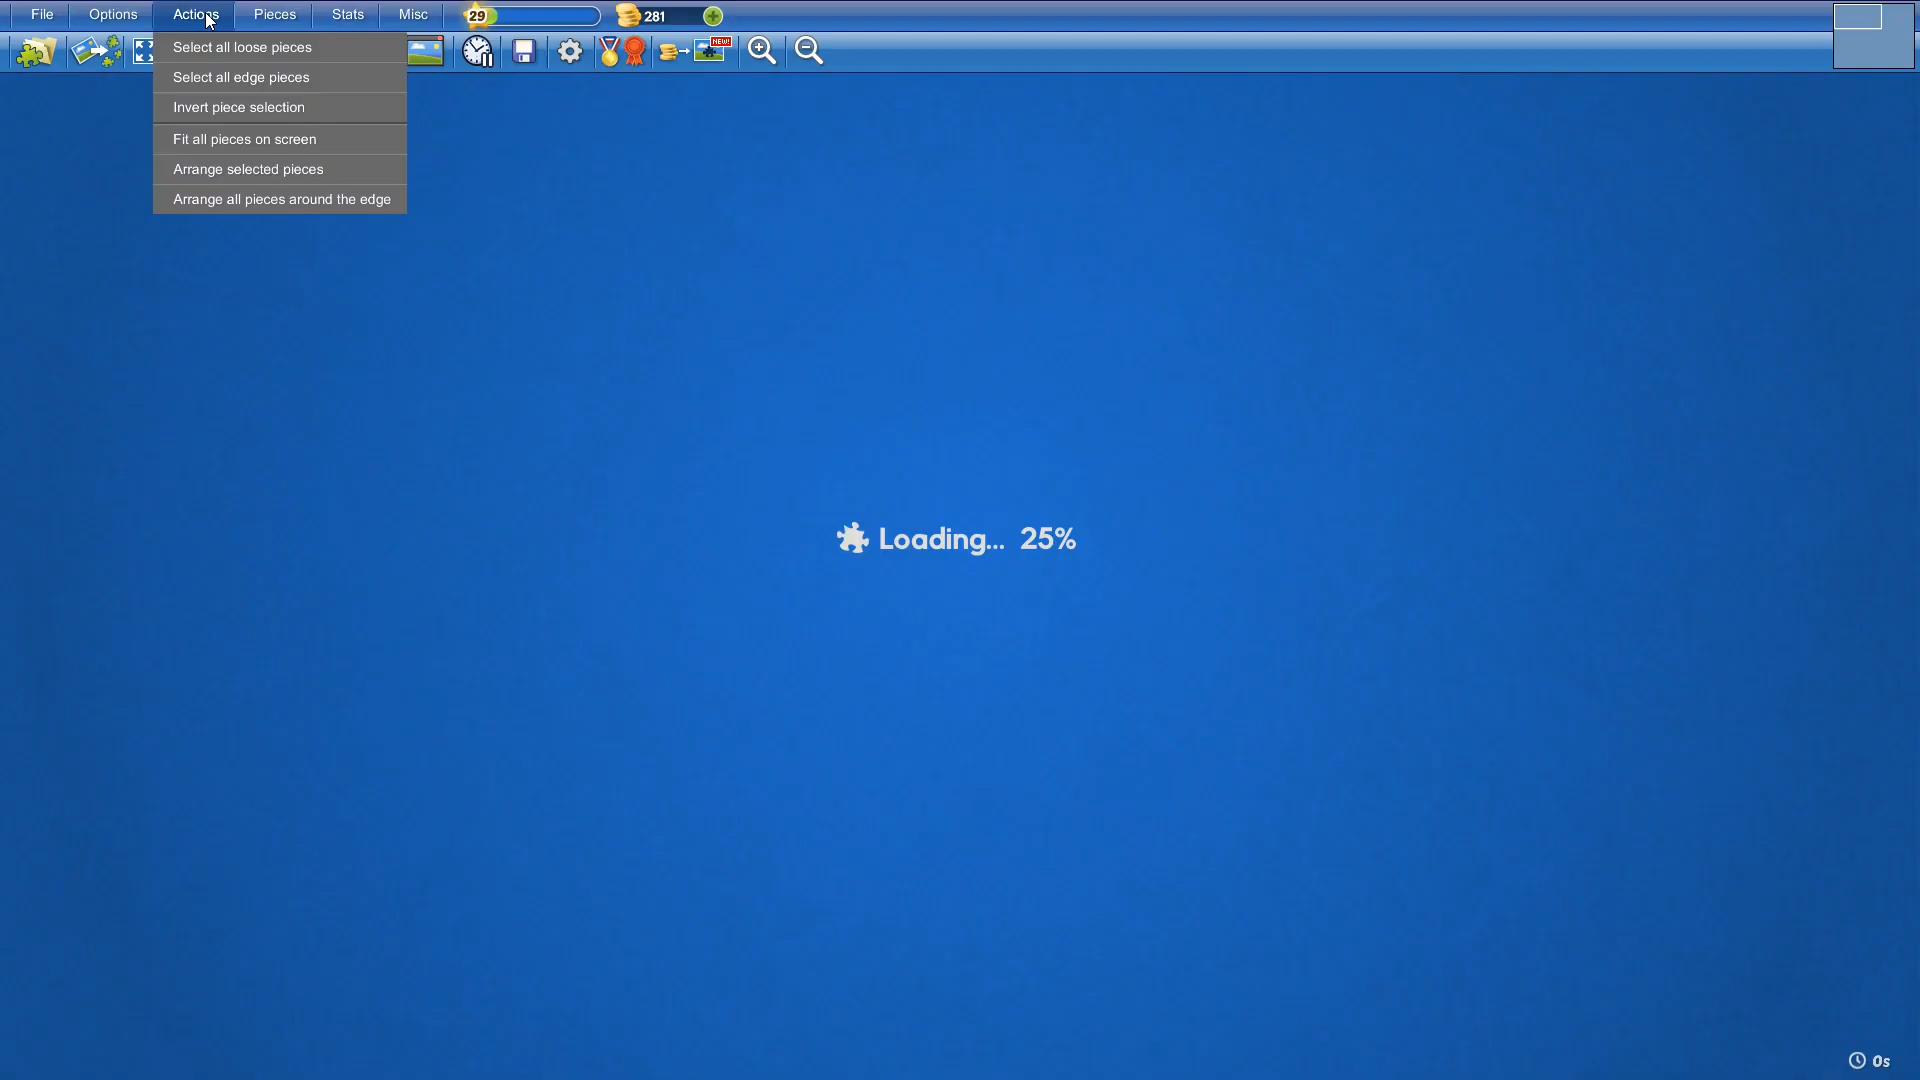 File Options Actions Pieces Stats Misc 29 281
NEW!
Select all loose pieces
Select all edge pieces
Invert piece selection
Fit all pieces on screen
Arrange selected pieces
Arrange all pieces around the edge
Loading... 25%
0s